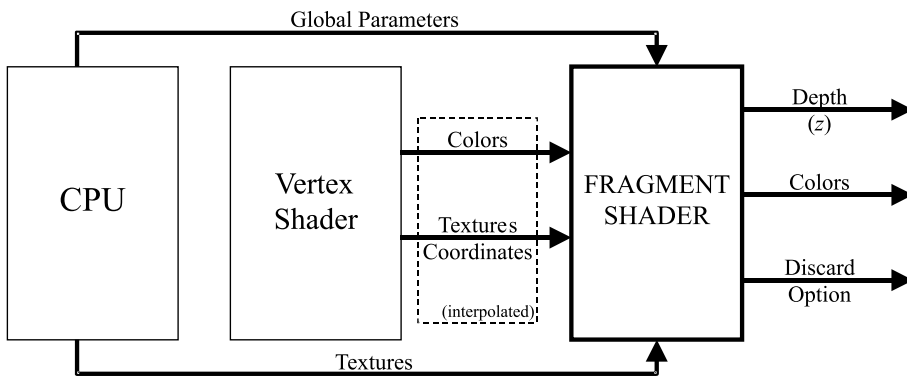 Global Parameters
CPU
Vertex
Shader
Colors
Textures
Coordinates
(interpolated)
FRAGMENT
SHADER
Depth
(z)
Colors
Discard
Option
Textures